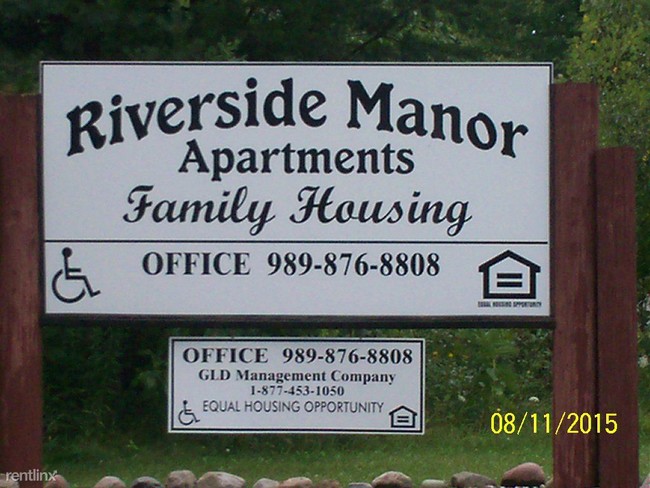 Riverside Manor
Apartments
Family Housing
OFFICE 989-876-8808
EQUAL HOUSING OPPORTUNITY
OFFICE 989-876-8808
GLD Management Company
1-877-453-1050
EQUAL HOUSING OPPORTUNITY
08/11/2015
rentlinx